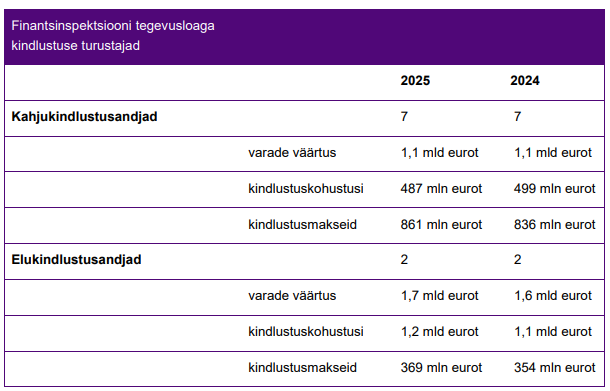 Finantsinspektsiooni tegevusloaga
kindlustuse turustajad
2025 2024
Kahjukindlustusandjad 7 7
varade väärtus 1,1 mld eurot 1,1 mld eurot
kindlustuskohustusi 487 mln eurot 499 mln eurot
kindlustusmakseid 861 mln eurot 836 mln eurot
Elukindlustusandjad 2 2
varade väärtus 1,7 mld eurot 1,6 mld eurot
kindlustuskohustusi 1,2 mld eurot 1,1 mld eurot
kindlustusmakseid 369 mln eurot 354 mln eurot